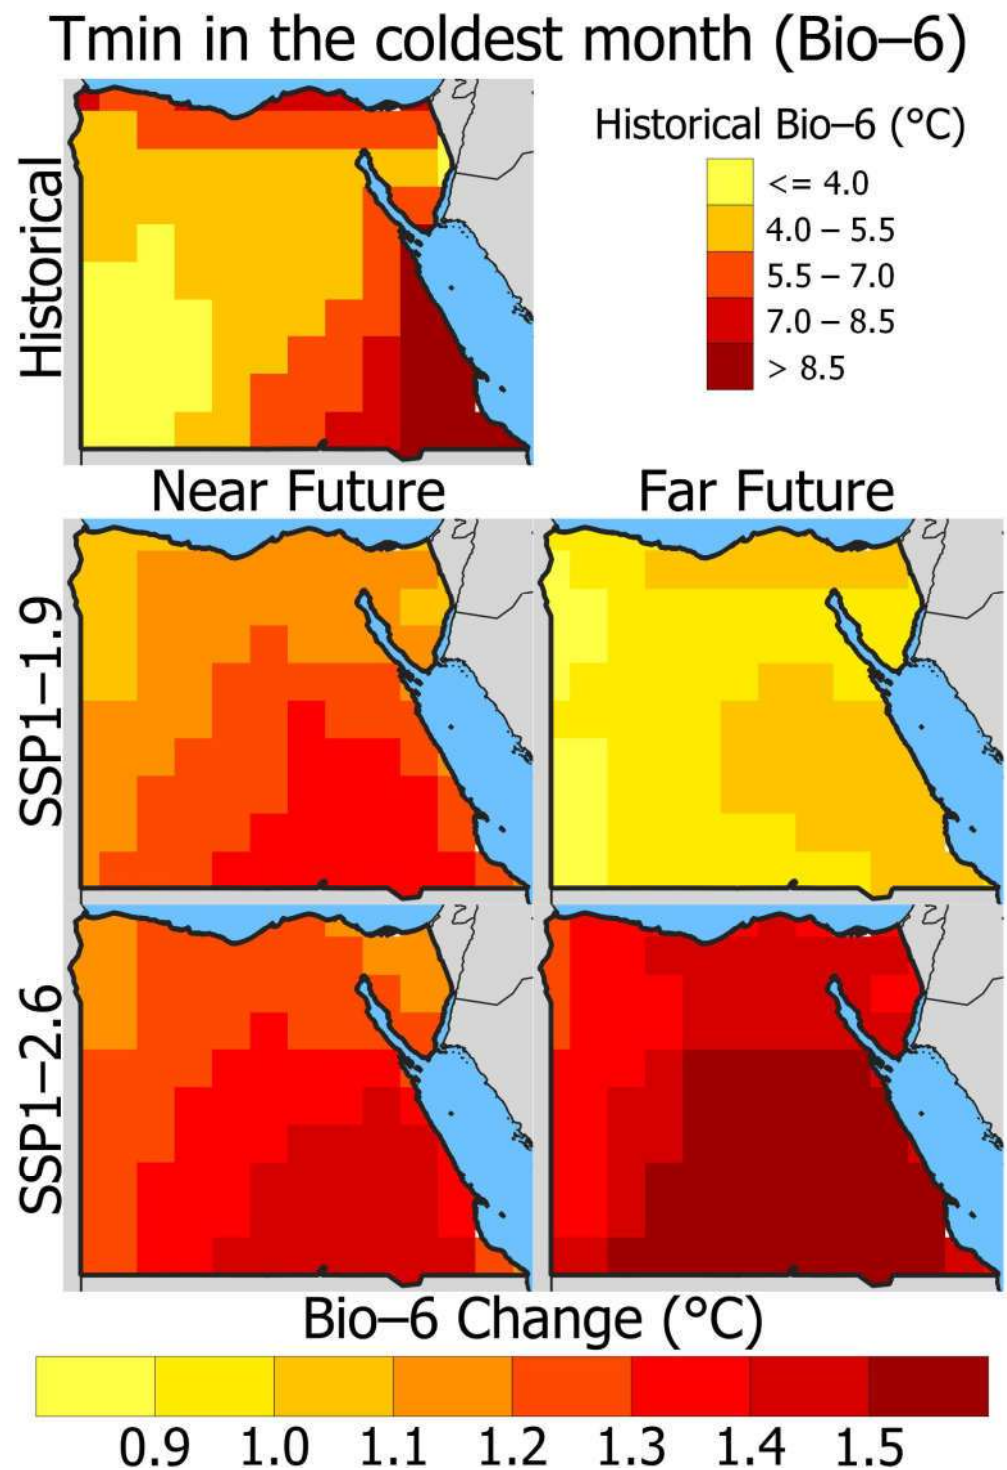 Tmin in the coldest month (Bio–6)
Historical
Historical Bio–6 (°C)
<= 4.0
4.0 – 5.5
5.5 – 7.0
7.0 – 8.5
> 8.5
Near Future
Far Future
SSP1–1.9
SSP1–2.6
Bio–6 Change (°C)
0.9 1.0 1.1 1.2 1.3 1.4 1.5